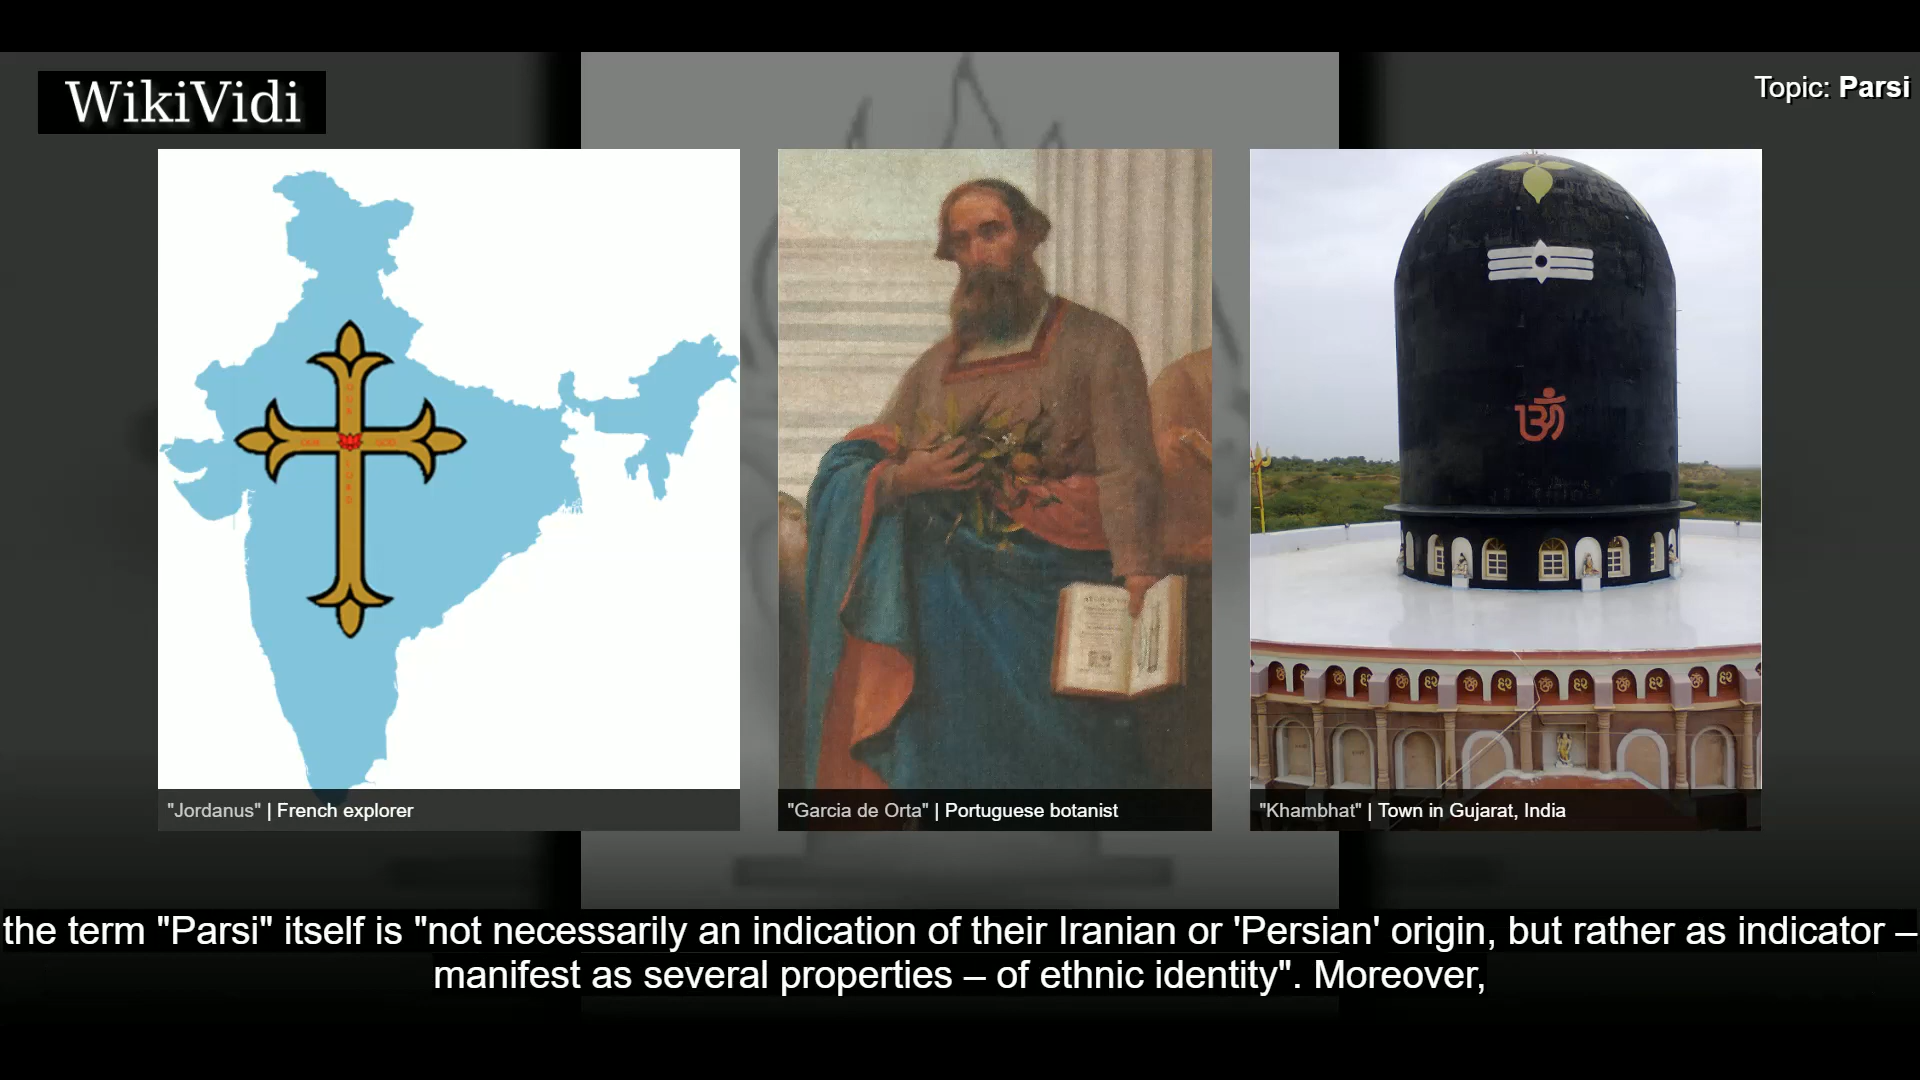 WikiVidi
Topic: Parsi
ॐ
"Jordanus" | French explorer
"Garcia de Orta" | Portuguese botanist
"Khambhat" | Town in Gujarat, India
the term "Parsi" itself is "not necessarily an indication of their Iranian or 'Persian' origin, but rather as indicator –
manifest as several properties – of ethnic identity". Moreover,